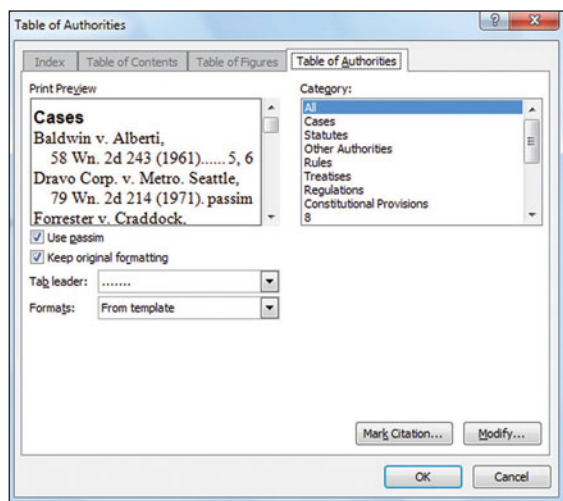 Table of Authorities
Index
Table of Contents
Table of Figures
Table of Authorities
Print Preview
Cases
Baldwin v. Alberti,
58 Wn. 2d 243 (1961)...... 5, 6
Dravo Corp. v. Metro. Seattle,
79 Wn. 2d 214 (1971). passim
Forrester v. Craddock,
Use passim
Keep original formatting
Tab leader: .......
Formats: From template
Category:
All
Cases
Statutes
Other Authorities
Rules
Treatises
Regulations
Constitutional Provisions
8
Mark Citation...
Modify...
OK
Cancel